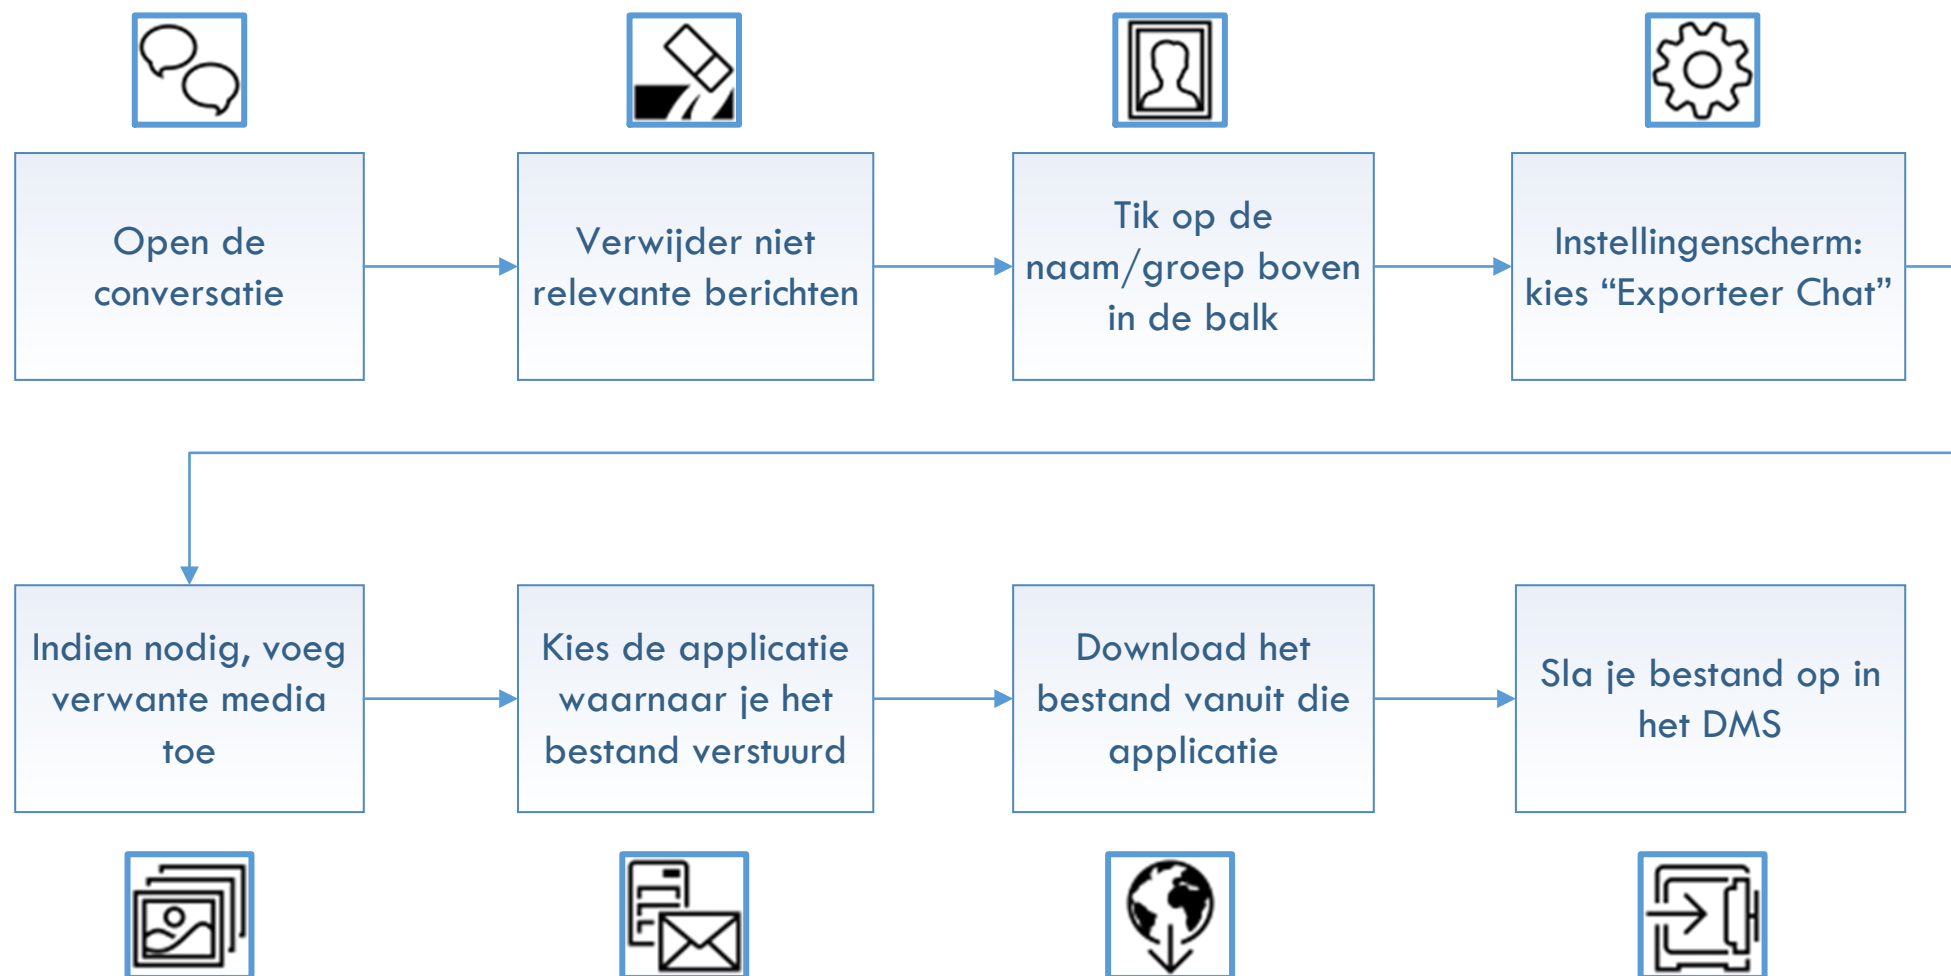 Open de
conversatie
Verwijder niet
relevante berichten
Tik op de
naam/groep boven
in de balk
Instellingenscherm:
kies “Exporteer Chat”
Indien nodig, voeg
verwante media
toe
Kies de applicatie
waarnaar je het
bestand verstuurd
Download het
bestand vanuit die
applicatie
Sla je bestand op in
het DMS